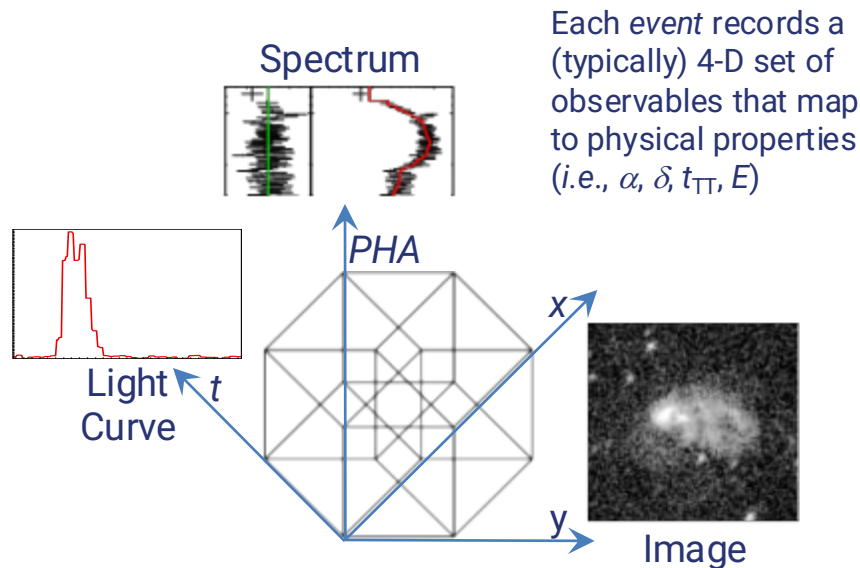 Spectrum
Each event records a
(typically) 4-D set of
observables that map
to physical properties
(i.e., α, δ, tTT, E)
PHA
x
t
Light
Curve
y
Image